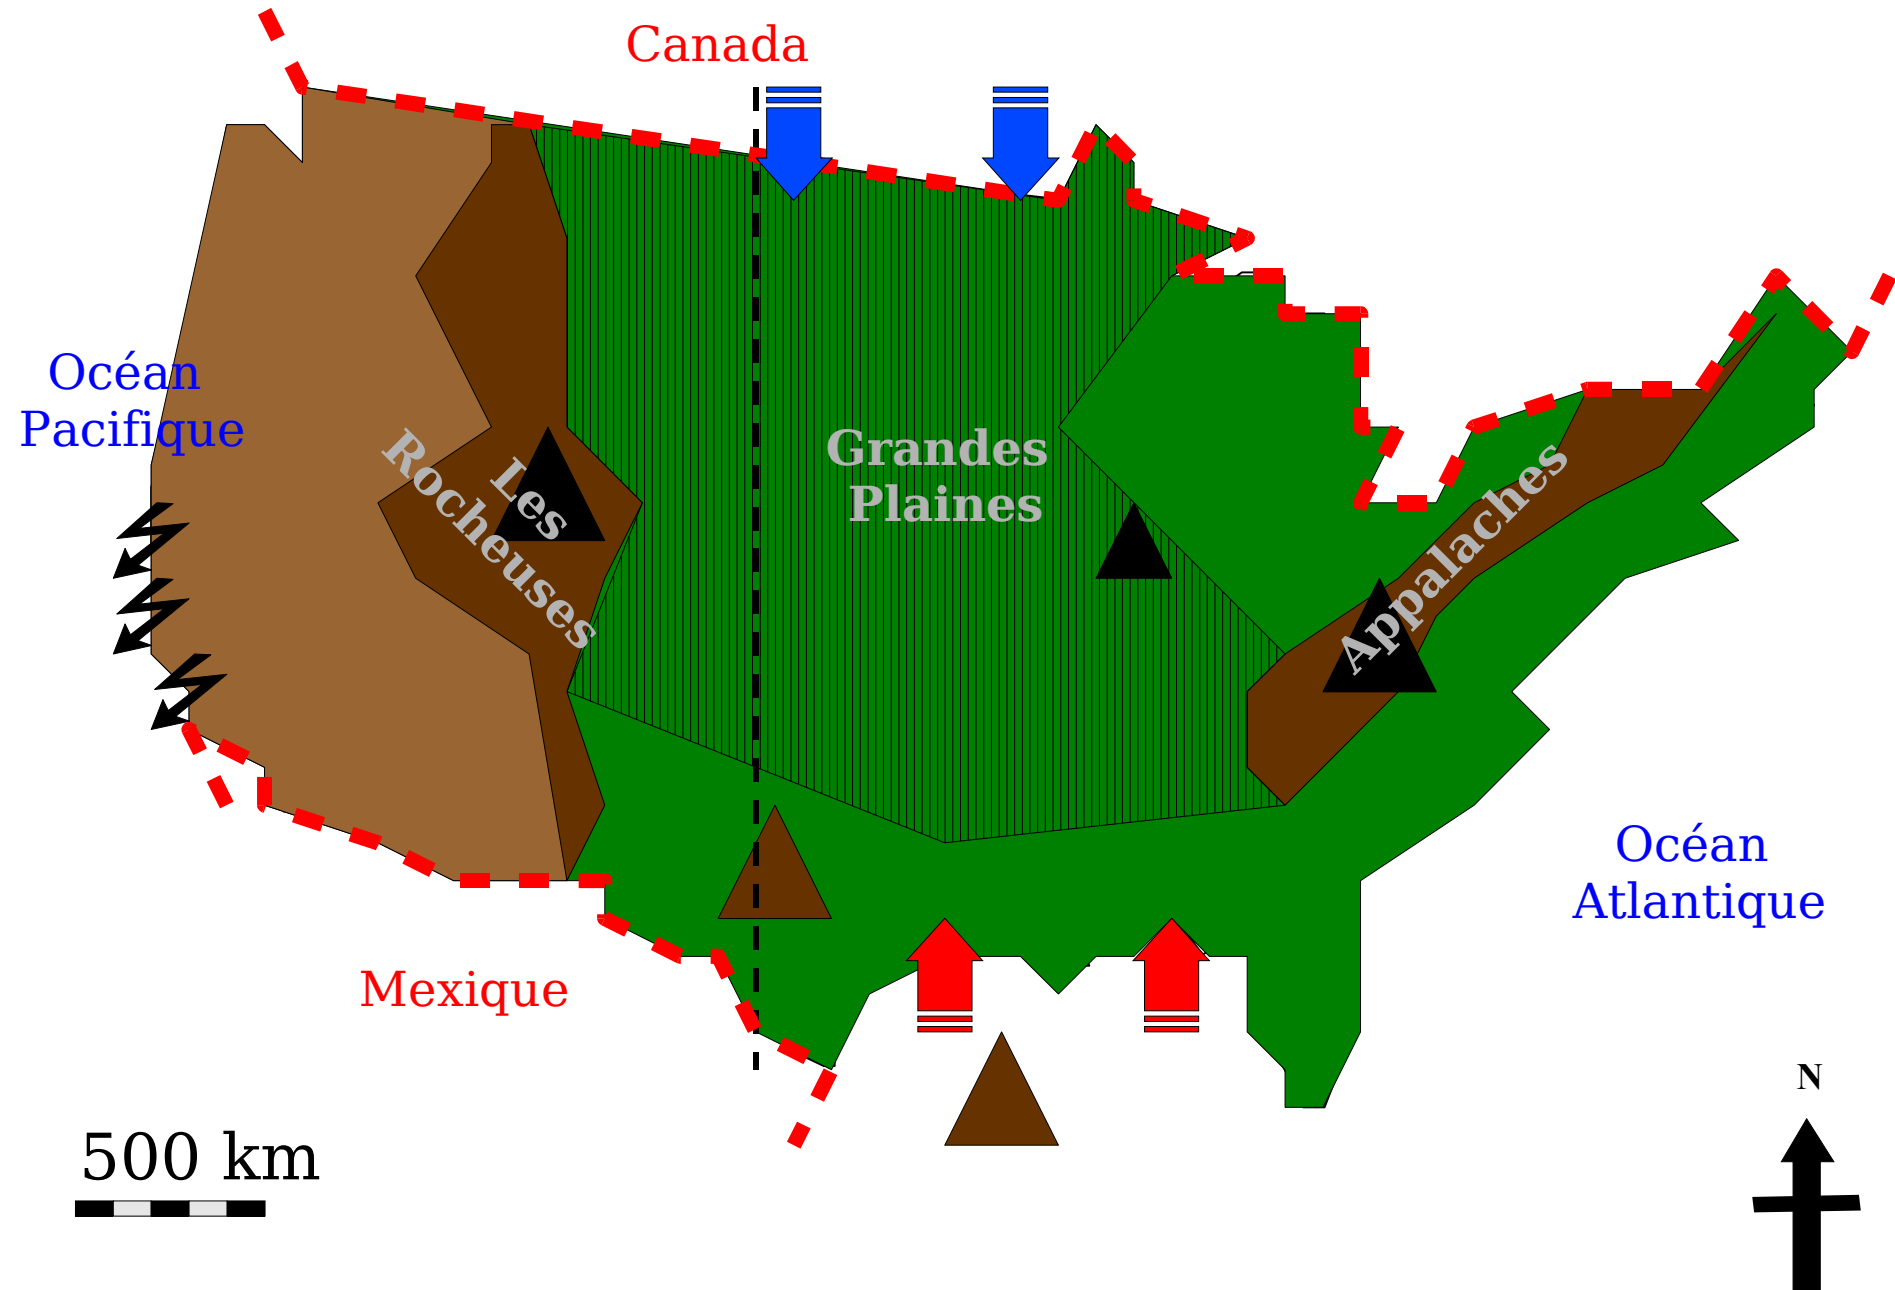 Canada
Océan
Pacifique
Les
Rocheuses
Grandes
Plaines
Appalaches
Océan
Atlantique
Mexique
N
500 km